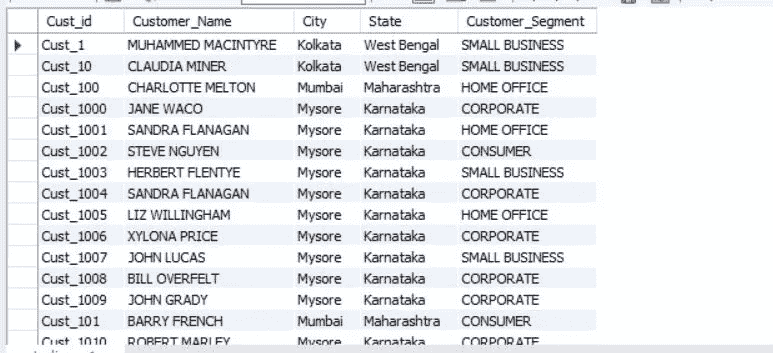 Cust_id Customer_Name City State Customer_Segment
Cust_1 MUHAMMED MACINTYRE Kolkata West Bengal SMALL BUSINESS
Cust_10 CLAUDIA MINER Kolkata West Bengal SMALL BUSINESS
Cust_100 CHARLOTTE MELTON Mumbai Maharashtra HOME OFFICE
Cust_1000 JANE WACO Mysore Karnataka CORPORATE
Cust_1001 SANDRA FLANAGAN Mysore Karnataka HOME OFFICE
Cust_1002 STEVE NGUYEN Mysore Karnataka CONSUMER
Cust_1003 HERBERT FLENTYE Mysore Karnataka SMALL BUSINESS
Cust_1004 SANDRA FLANAGAN Mysore Karnataka CORPORATE
Cust_1005 LIZ WILLINGHAM Mysore Karnataka HOME OFFICE
Cust_1006 XYLONA PRICE Mysore Karnataka CORPORATE
Cust_1007 JOHN LUCAS Mysore Karnataka SMALL BUSINESS
Cust_1008 BILL OVERFELT Mysore Karnataka CORPORATE
Cust_1009 JOHN GRADY Mysore Karnataka CORPORATE
Cust_101 BARRY FRENCH Mumbai Maharashtra CONSUMER
Cust_1010 ROBERT MARLEY Mysore Karnataka CORPORATE